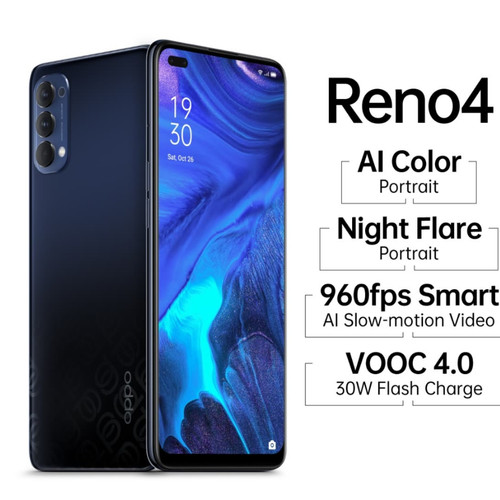 Reno4
AI Color
Portrait
Night Flare
Portrait
960fps Smart
AI Slow-motion Video
VOOC 4.0
30W Flash Charge
19
30
Sat, Oct 26
oppo